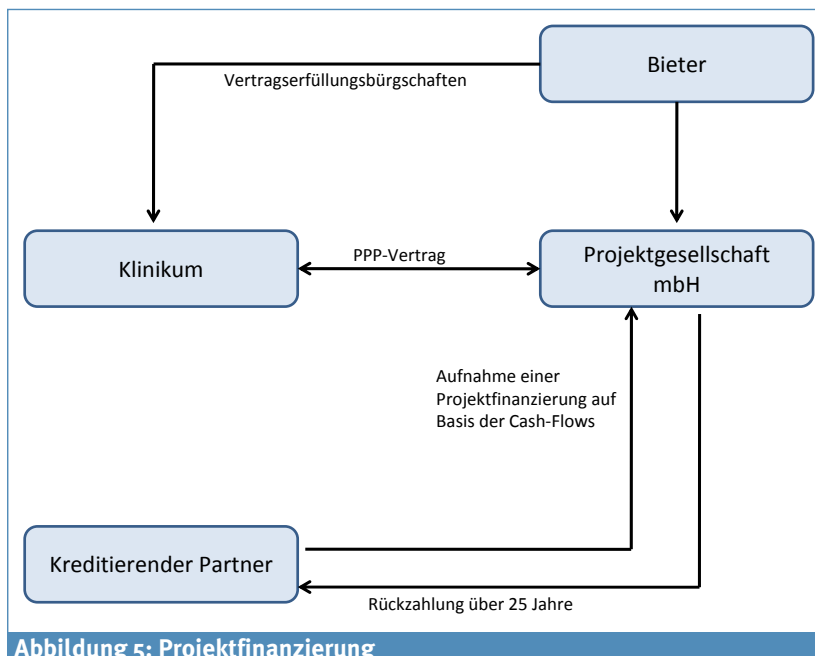 Bieter
Vertragserfüllungsbürgschaften
Klinikum
PPP-Vertrag
Projektgesellschaft
mbH
Aufnahme einer
Projektfinanzierung auf
Basis der Cash-Flows
Kreditierender Partner
Rückzahlung über 25 Jahre
Abbildung 5: Projektfinanzierung